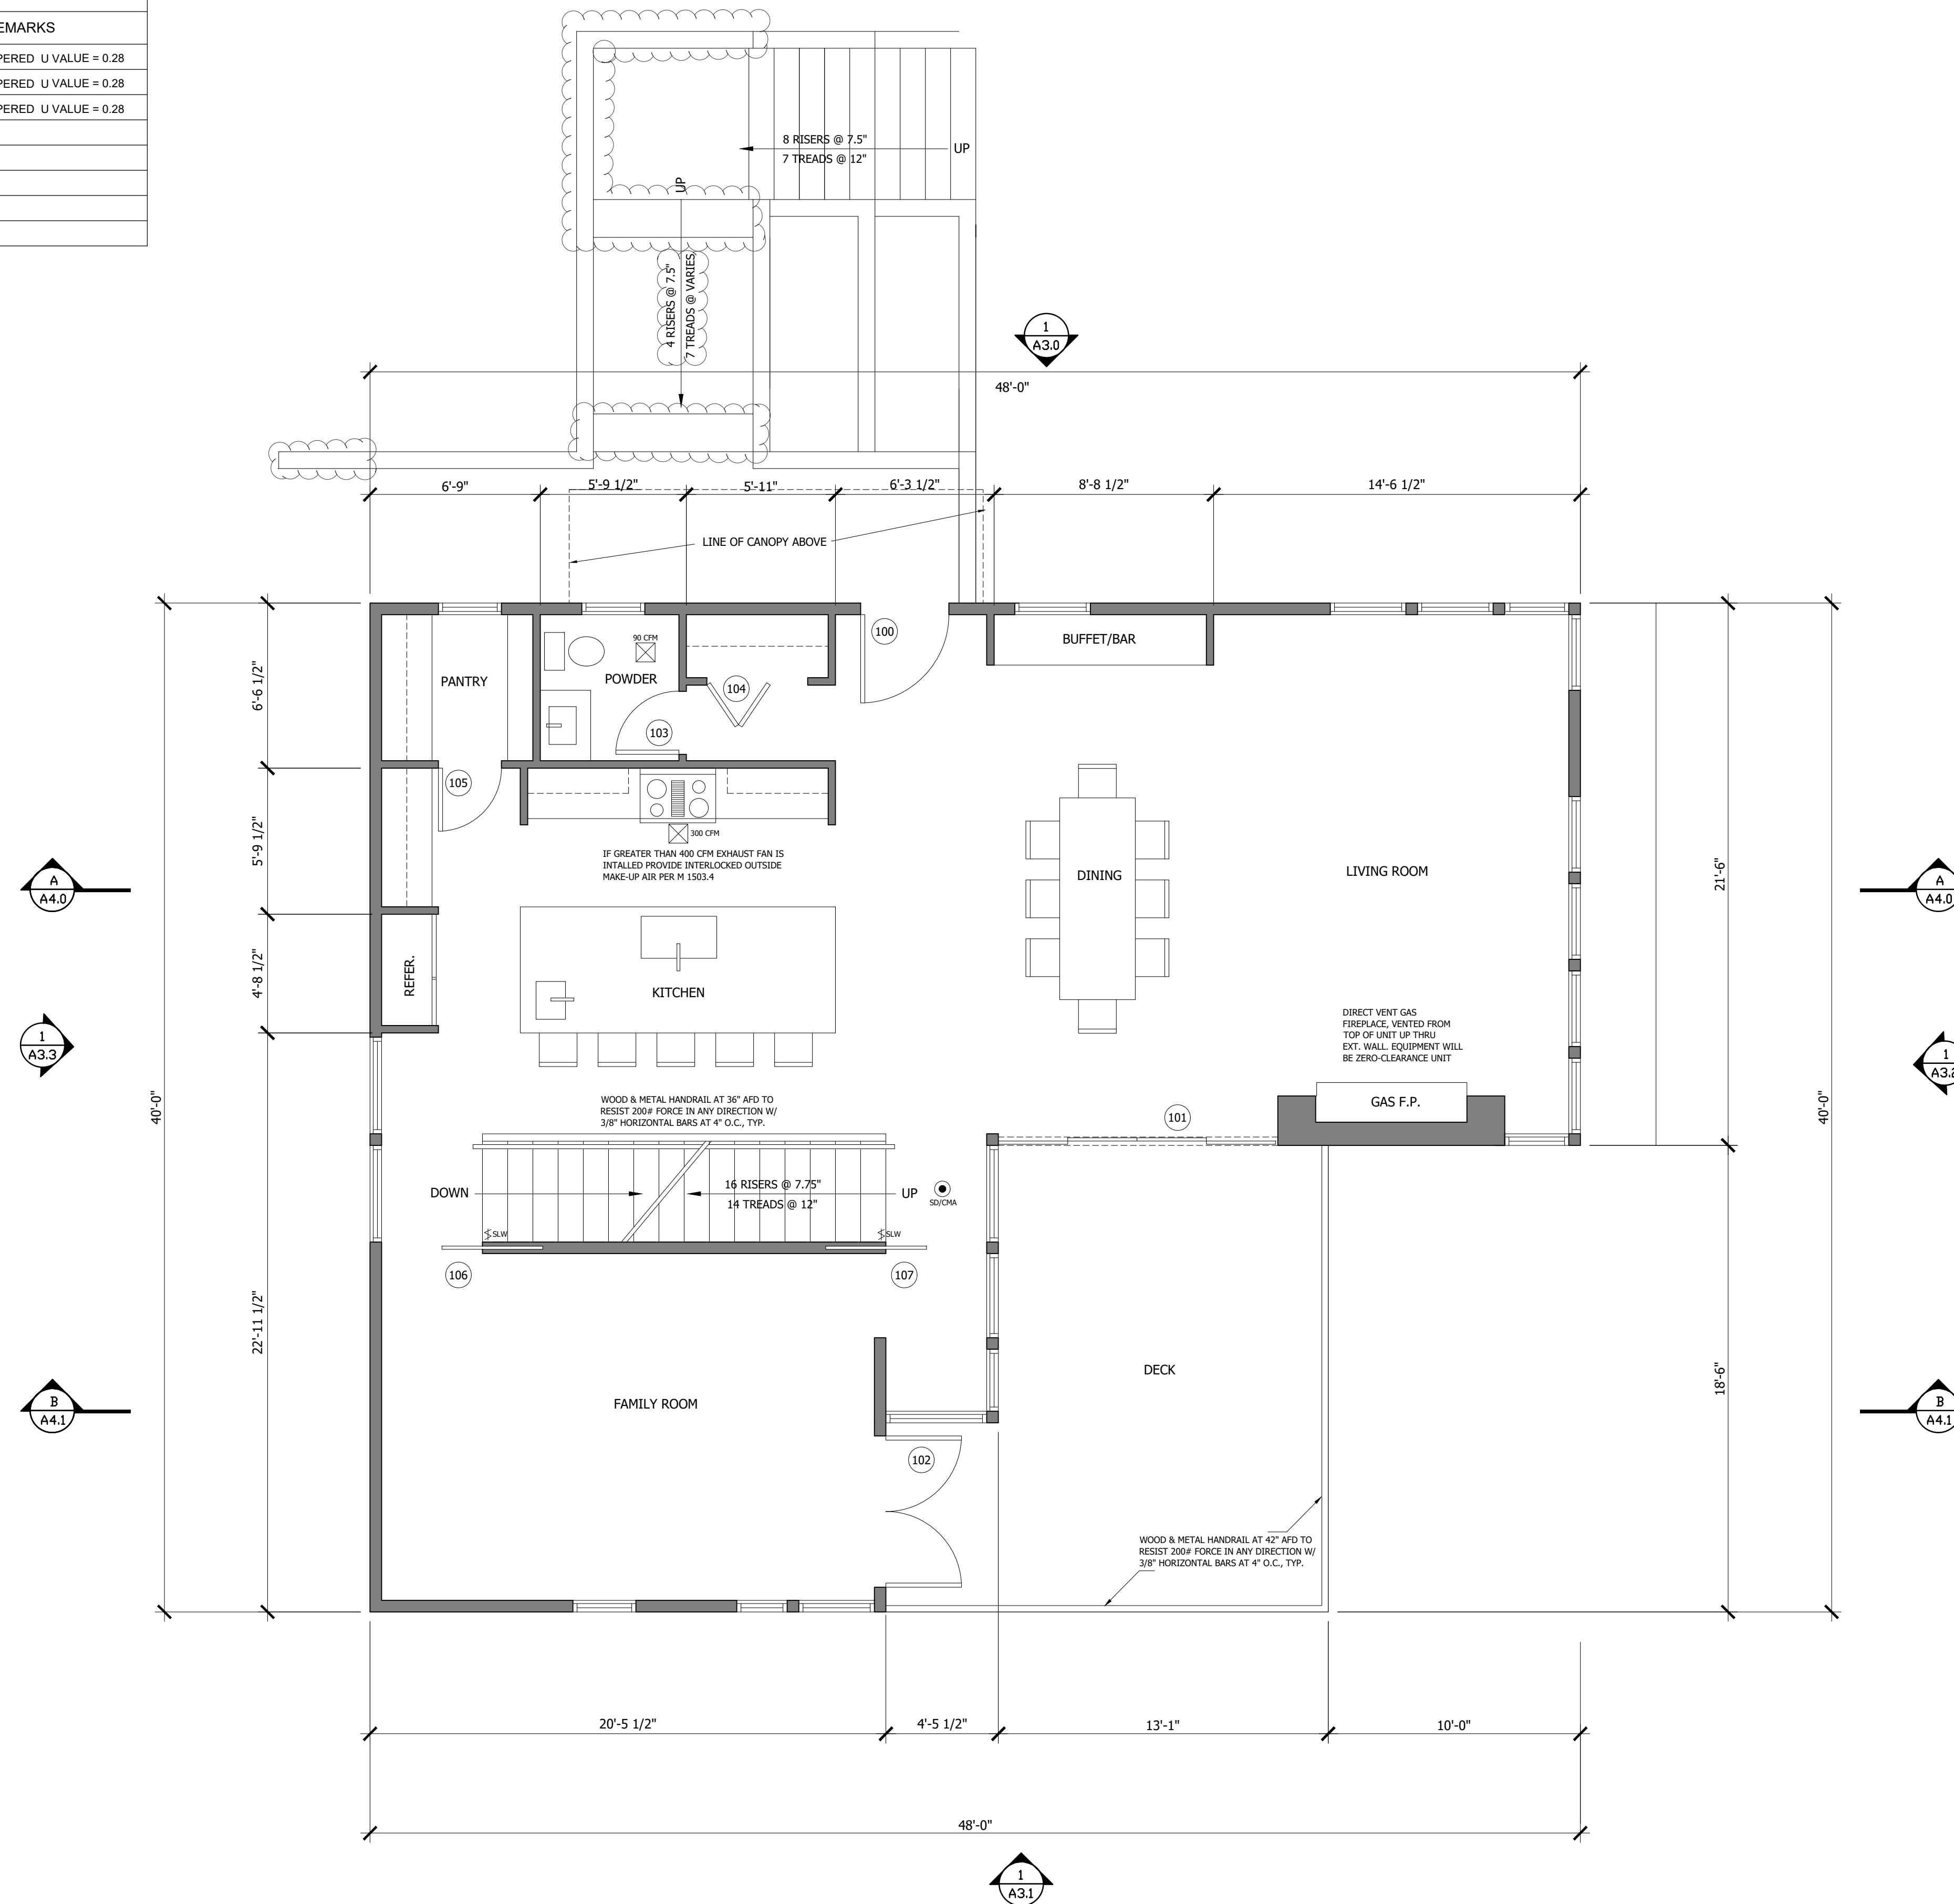 EMARKS
PERED  U VALUE = 0.28
PERED  U VALUE = 0.28
PERED  U VALUE = 0.28
8 RISERS @ 7.5"
7 TREADS @ 12"
UP
UP
4 RISERS @ 7.5"
7 TREADS @ VARIES
1
A3.0
48'-0"
6'-9"
5'-9 1/2"
5'-11"
6'-3 1/2"
8'-8 1/2"
14'-6 1/2"
LINE OF CANOPY ABOVE
90 CFM
100
BUFFET/BAR
6'-6 1/2"
PANTRY
POWDER
104
103
105
300 CFM
5'-9 1/2"
IF GREATER THAN 400 CFM EXHAUST FAN IS
INTALLED PROVIDE INTERLOCKED OUTSIDE
MAKE-UP AIR PER M 1503.4
DINING
LIVING ROOM
21'-6"
A
A4.0
A
A4.0
4'-8 1/2"
REFER.
KITCHEN
DIRECT VENT GAS
FIREPLACE, VENTED FROM
TOP OF UNIT UP THRU
EXT. WALL. EQUIPMENT WILL
BE ZERO-CLEARANCE UNIT
1
A3.3
1
A3.2
40'-0"
40'-0"
WOOD & METAL HANDRAIL AT 36" AFD TO
RESIST 200# FORCE IN ANY DIRECTION W/
3/8" HORIZONTAL BARS AT 4" O.C., TYP.
GAS F.P.
101
DOWN
16 RISERS @ 7.75"
14 TREADS @ 12"
UP
SD/CMA
SLW
SLW
106
107
22'-11 1/2"
18'-6"
DECK
FAMILY ROOM
B
A4.1
B
A4.1
102
WOOD & METAL HANDRAIL AT 42" AFD TO
RESIST 200# FORCE IN ANY DIRECTION W/
3/8" HORIZONTAL BARS AT 4" O.C., TYP.
20'-5 1/2"
4'-5 1/2"
13'-1"
10'-0"
48'-0"
1
A3.1